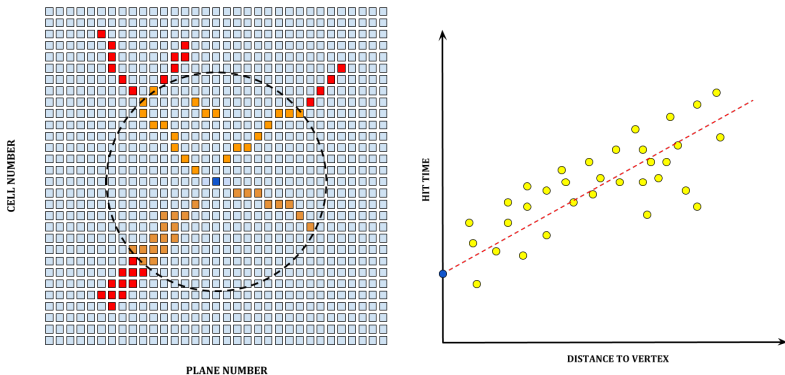 CELL NUMBER
PLANE NUMBER
HIT TIME
DISTANCE TO VERTEX